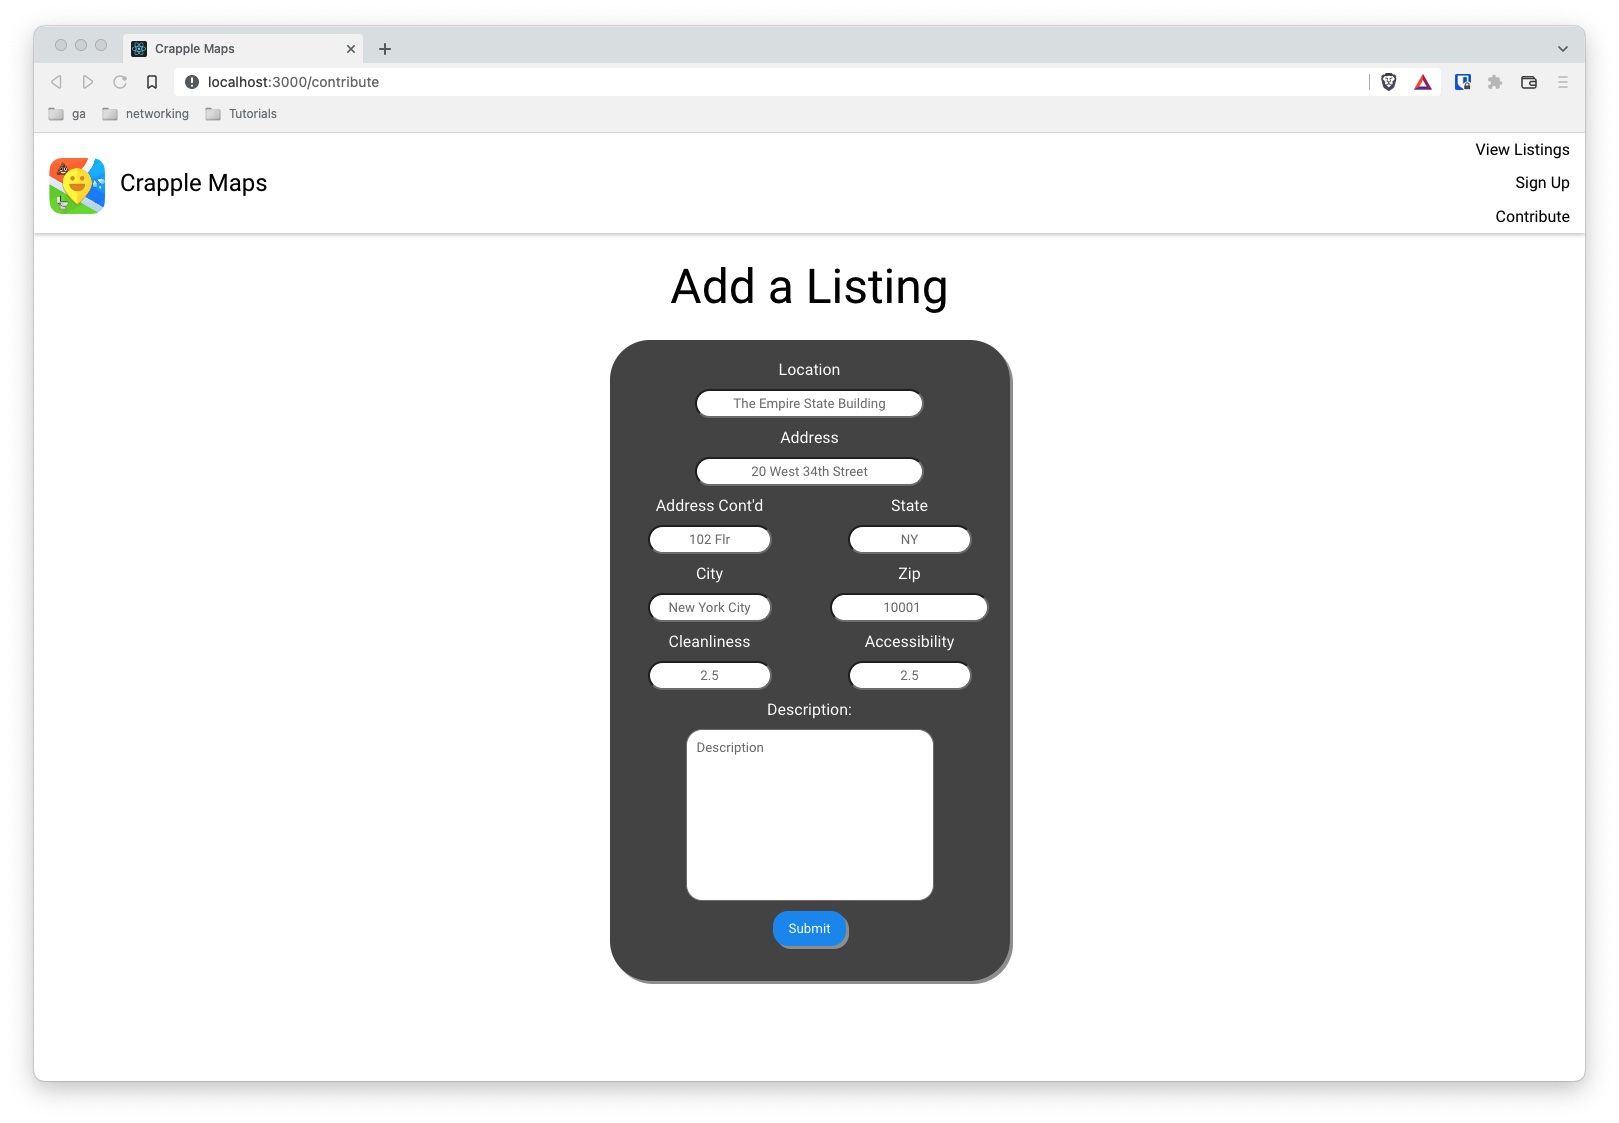 Crapple Maps
localhost:3000/contribute
ga networking Tutorials
Crapple Maps
View Listings
Sign Up
Contribute
Add a Listing
Location
The Empire State Building
Address
20 West 34th Street
Address Cont'd State
102 Flr NY
City Zip
New York City 10001
Cleanliness Accessibility
2.5 2.5
Description:
Description
Submit